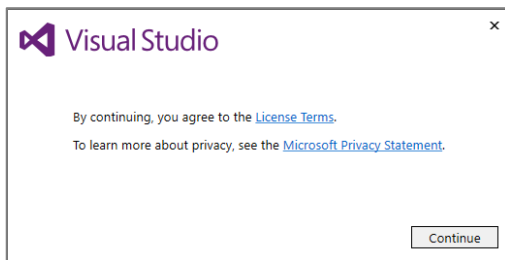 Visual Studio
By continuing, you agree to the License Terms.
To learn more about privacy, see the Microsoft Privacy Statement.
Continue